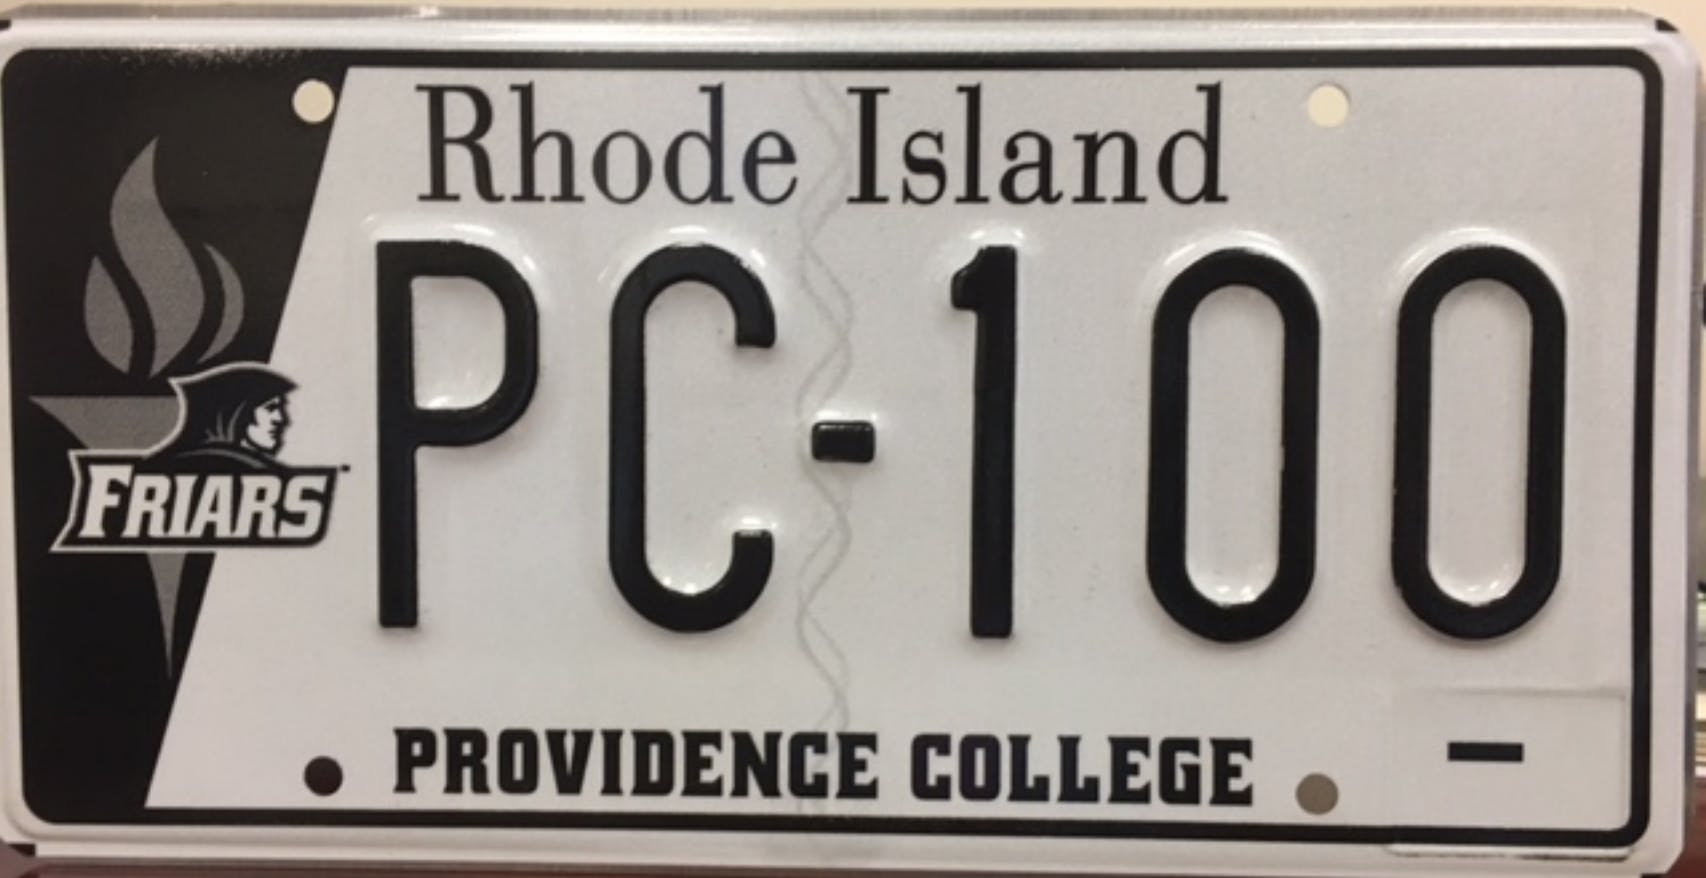 Rhode Island
PC-100
FRIARS
PROVIDENCE COLLEGE
-